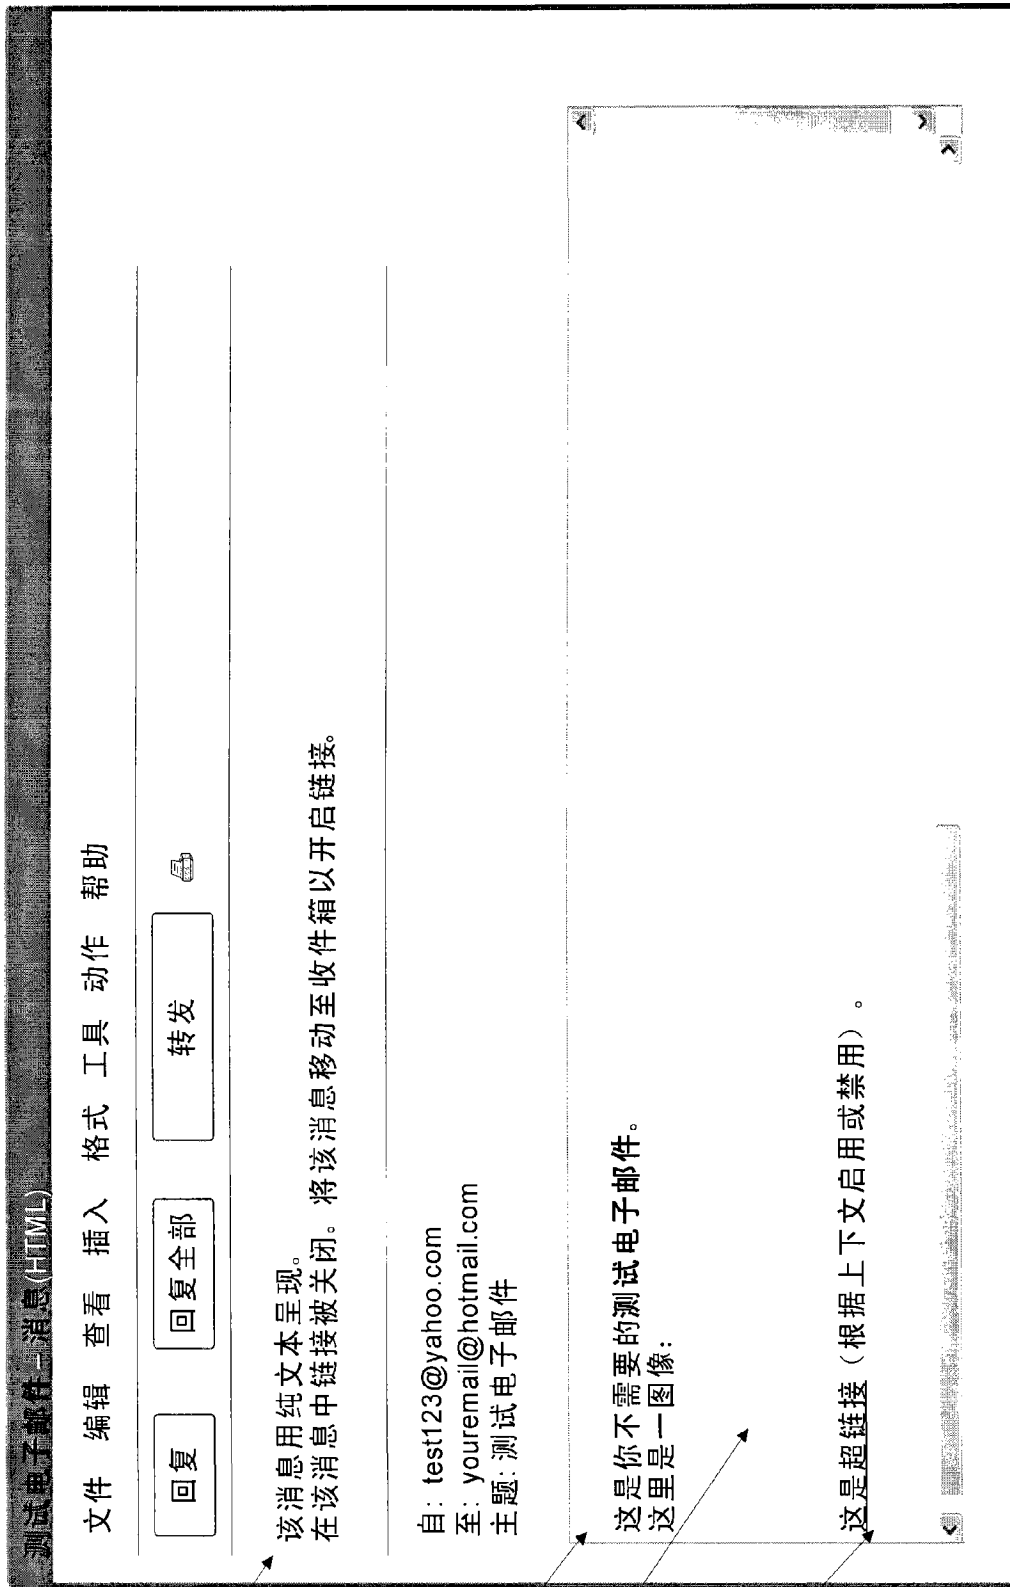 测试电子邮件 – 消息(HTML)
文件 编辑 查看 插入 格式 工具 动作 帮助
回复 回复全部 转发
该消息用纯文本呈现。
在该消息中链接被关闭。将该消息移动至收件箱以开启链接。
自: test123@yahoo.com
至: youremail@hotmail.com
主题: 测试电子邮件
这是你不需要的测试电子邮件。
这里是一图像:
这是超链接（根据上下文启用或禁用）。